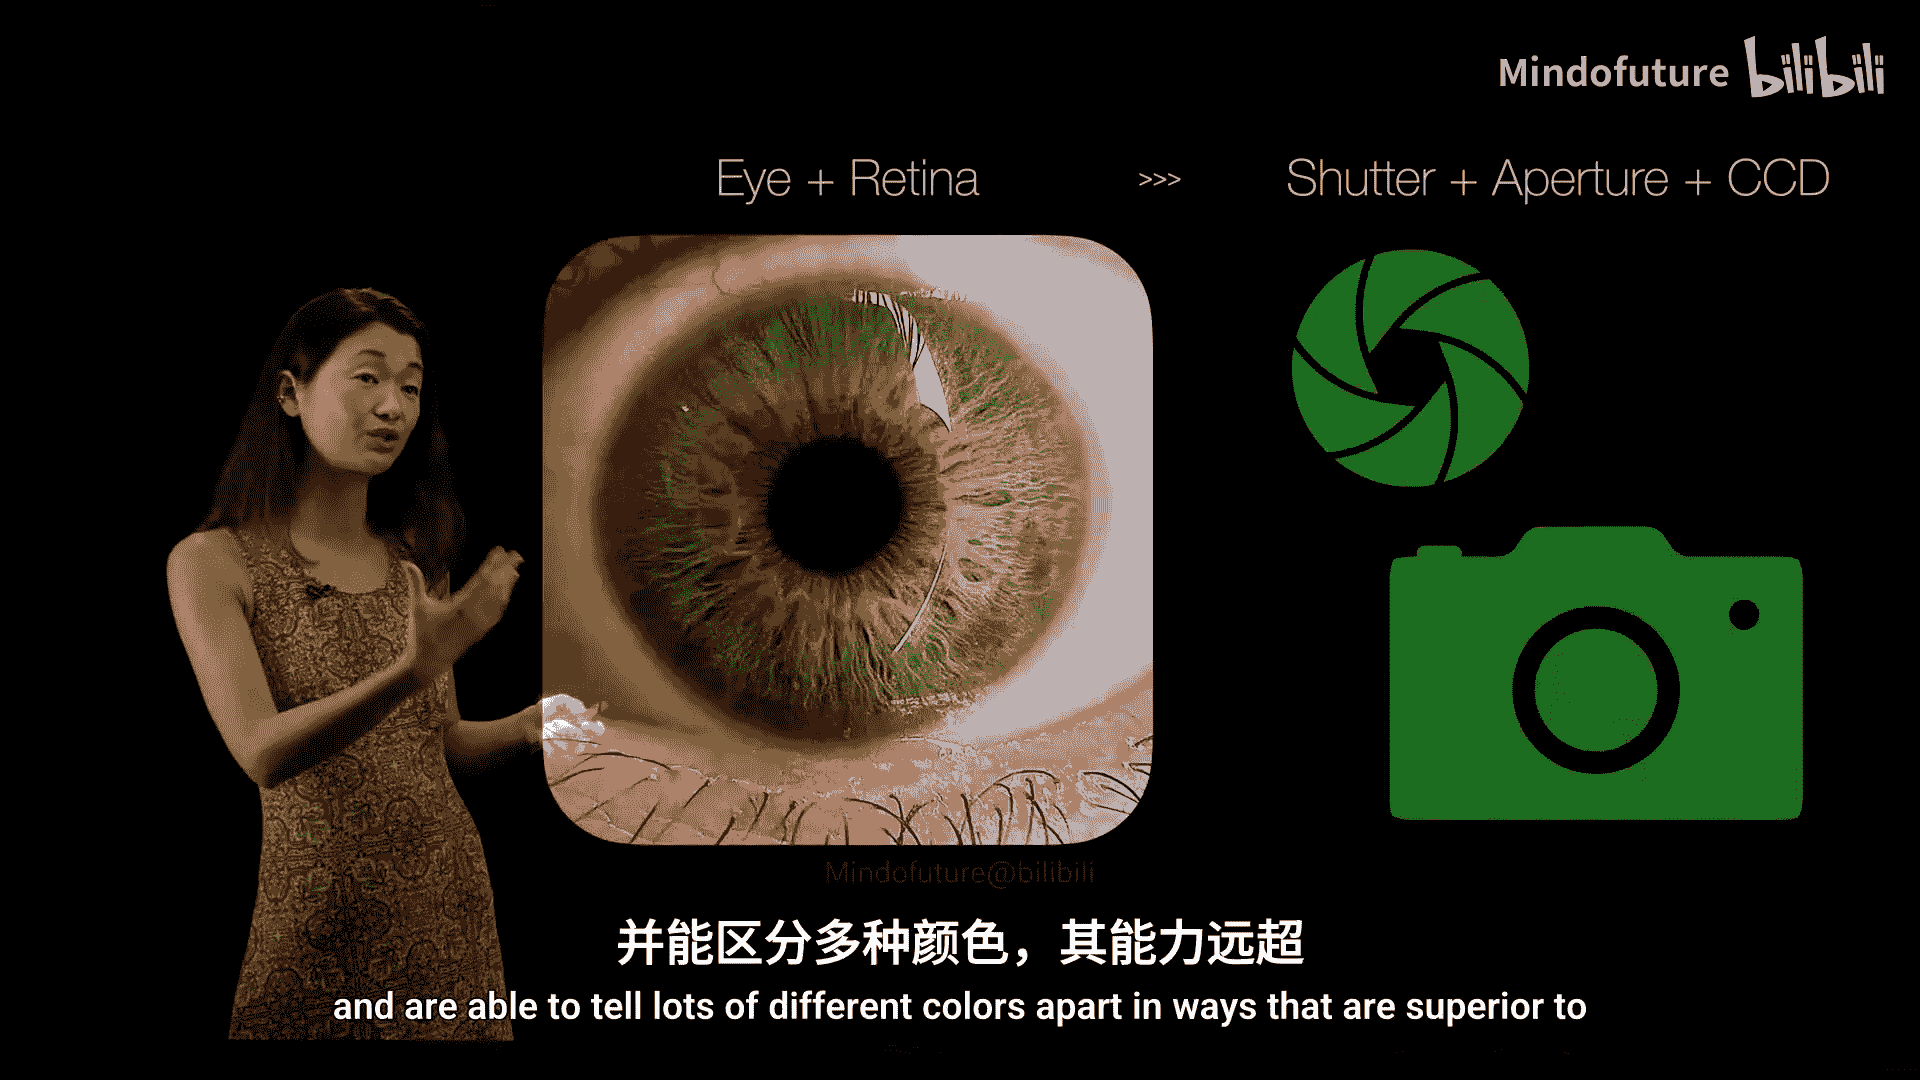 Mindofuture bilibili
Eye + Retina >>> Shutter + Aperture + CCD
Mindofuture@bilibili
并能区分多种颜色，其能力远超
and are able to tell lots of different colors apart in ways that are superior to